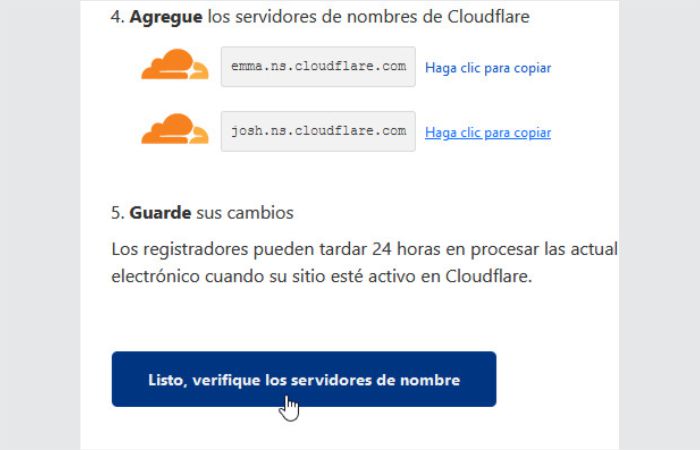 4. Agregue los servidores de nombres de Cloudflare
emma.ns.cloudflare.com Haga clic para copiar
josh.ns.cloudflare.com Haga clic para copiar
5. Guarde sus cambios
Los registradores pueden tardar 24 horas en procesar las actual
electrónico cuando su sitio esté activo en Cloudflare.
Listo, verifique los servidores de nombre